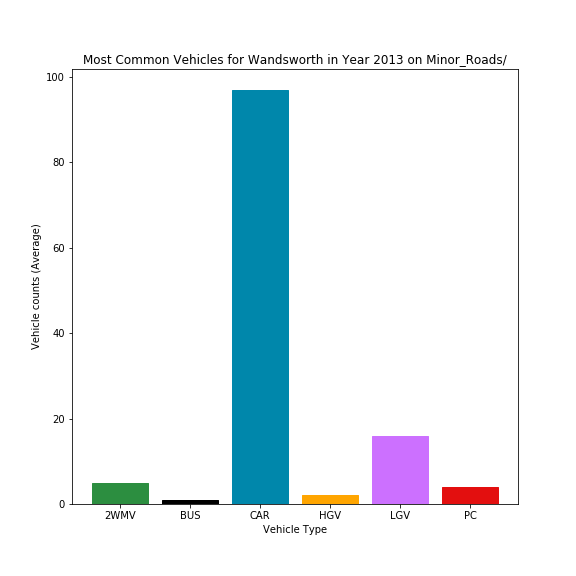 Most Common Vehicles for Wandsworth in Year 2013 on Minor_Roads/
100
80
60
40
20
0
Vehicle counts (Average)
2WMV BUS CAR HGV LGV PC
Vehicle Type